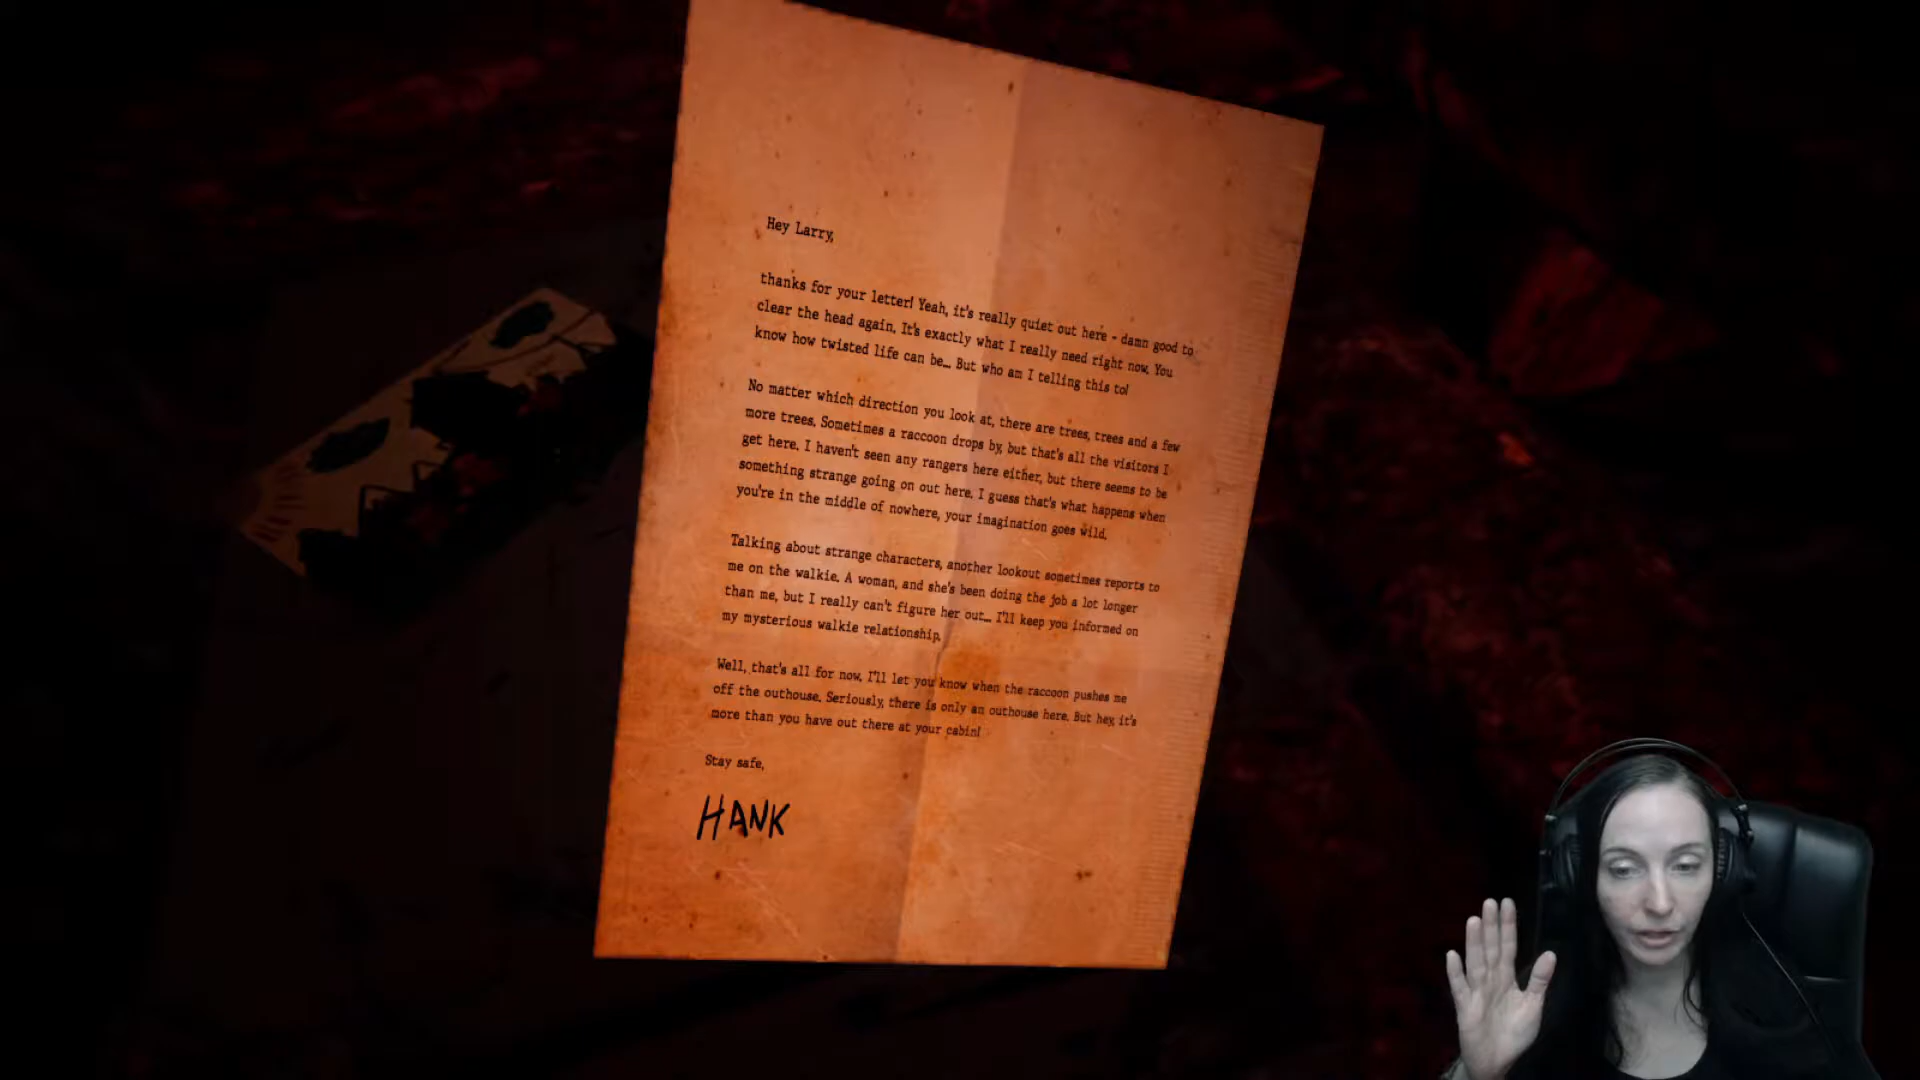 Hey Larry,
thanks for your letter! Yeah, it's really quiet out here - damn good to
clear the head again. It's exactly what I really need right now. You
know how twisted life can be... But who am I telling this to!
No matter which direction you look at, there are trees, trees and a few
more trees. Sometimes a raccoon drops by, but that's all the visitors I
get here. I haven't seen any rangers here either, but there seems to be
something strange going on out here. I guess that's what happens when
you're in the middle of nowhere, your imagination goes wild.
Talking about strange characters, another lookout sometimes reports to
me on the walkie. A woman, and she's been doing the job a lot longer
than me, but I really can't figure her out... I'll keep you informed on
my mysterious walkie relationship.
Well, that's all for now. I'll let you know when the raccoon pushes me
off the outhouse. Seriously, there is only an outhouse here. But hey, it's
more than you have out there at your cabin!
Stay safe,
HANK